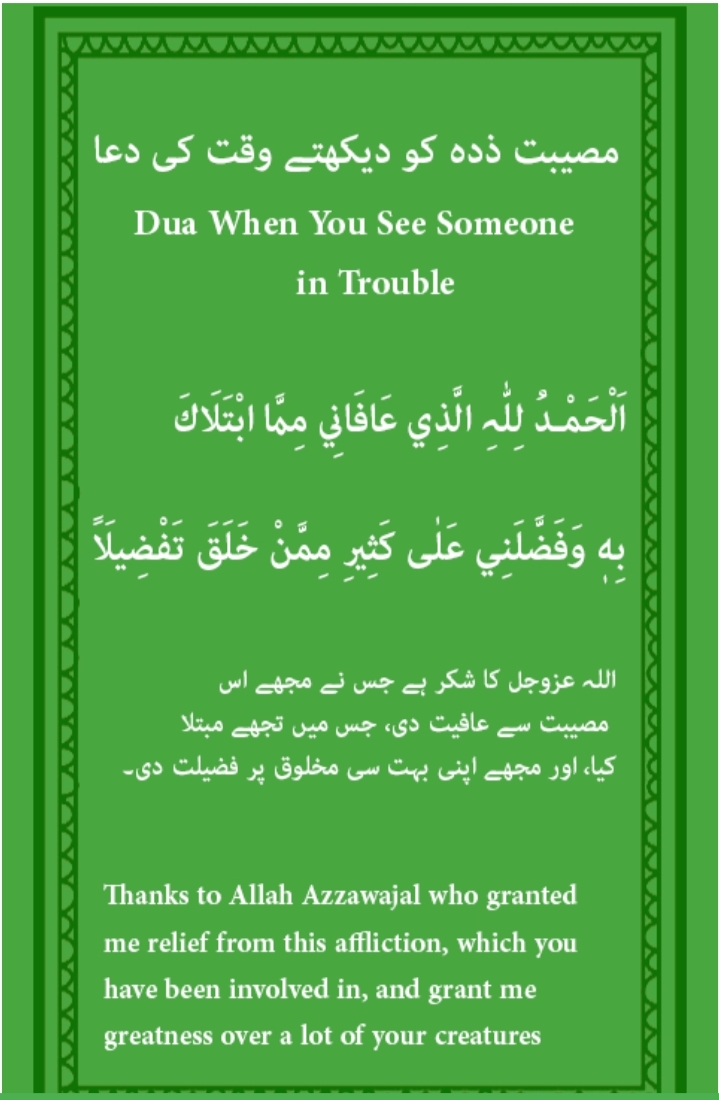 مصیبت ذدہ کو دیکھتے وقت کی دعا
Dua When You See Someone
in Trouble
اَلْحَمْـدُ لِلّٰہِ الَّذِي عَافَانِي مِمَّا ابْتَلَاكَ
بِهٖ وَفَضَّلَنِي عَلٰى كَثِيرِ مِمَّنْ خَلَقَ تَفْضِيلَاً
اللہ عزوجل کا شکر ہے جس نے مجھے اس
مصیبت سے عافیت دی، جس میں تجھے مبتلا
کیا، اور مجھے اپنی بہت سی مخلوق پر فضیلت دی۔
Thanks to Allah Azzawajal who granted
me relief from this affliction, which you
have been involved in, and grant me
greatness over a lot of your creatures